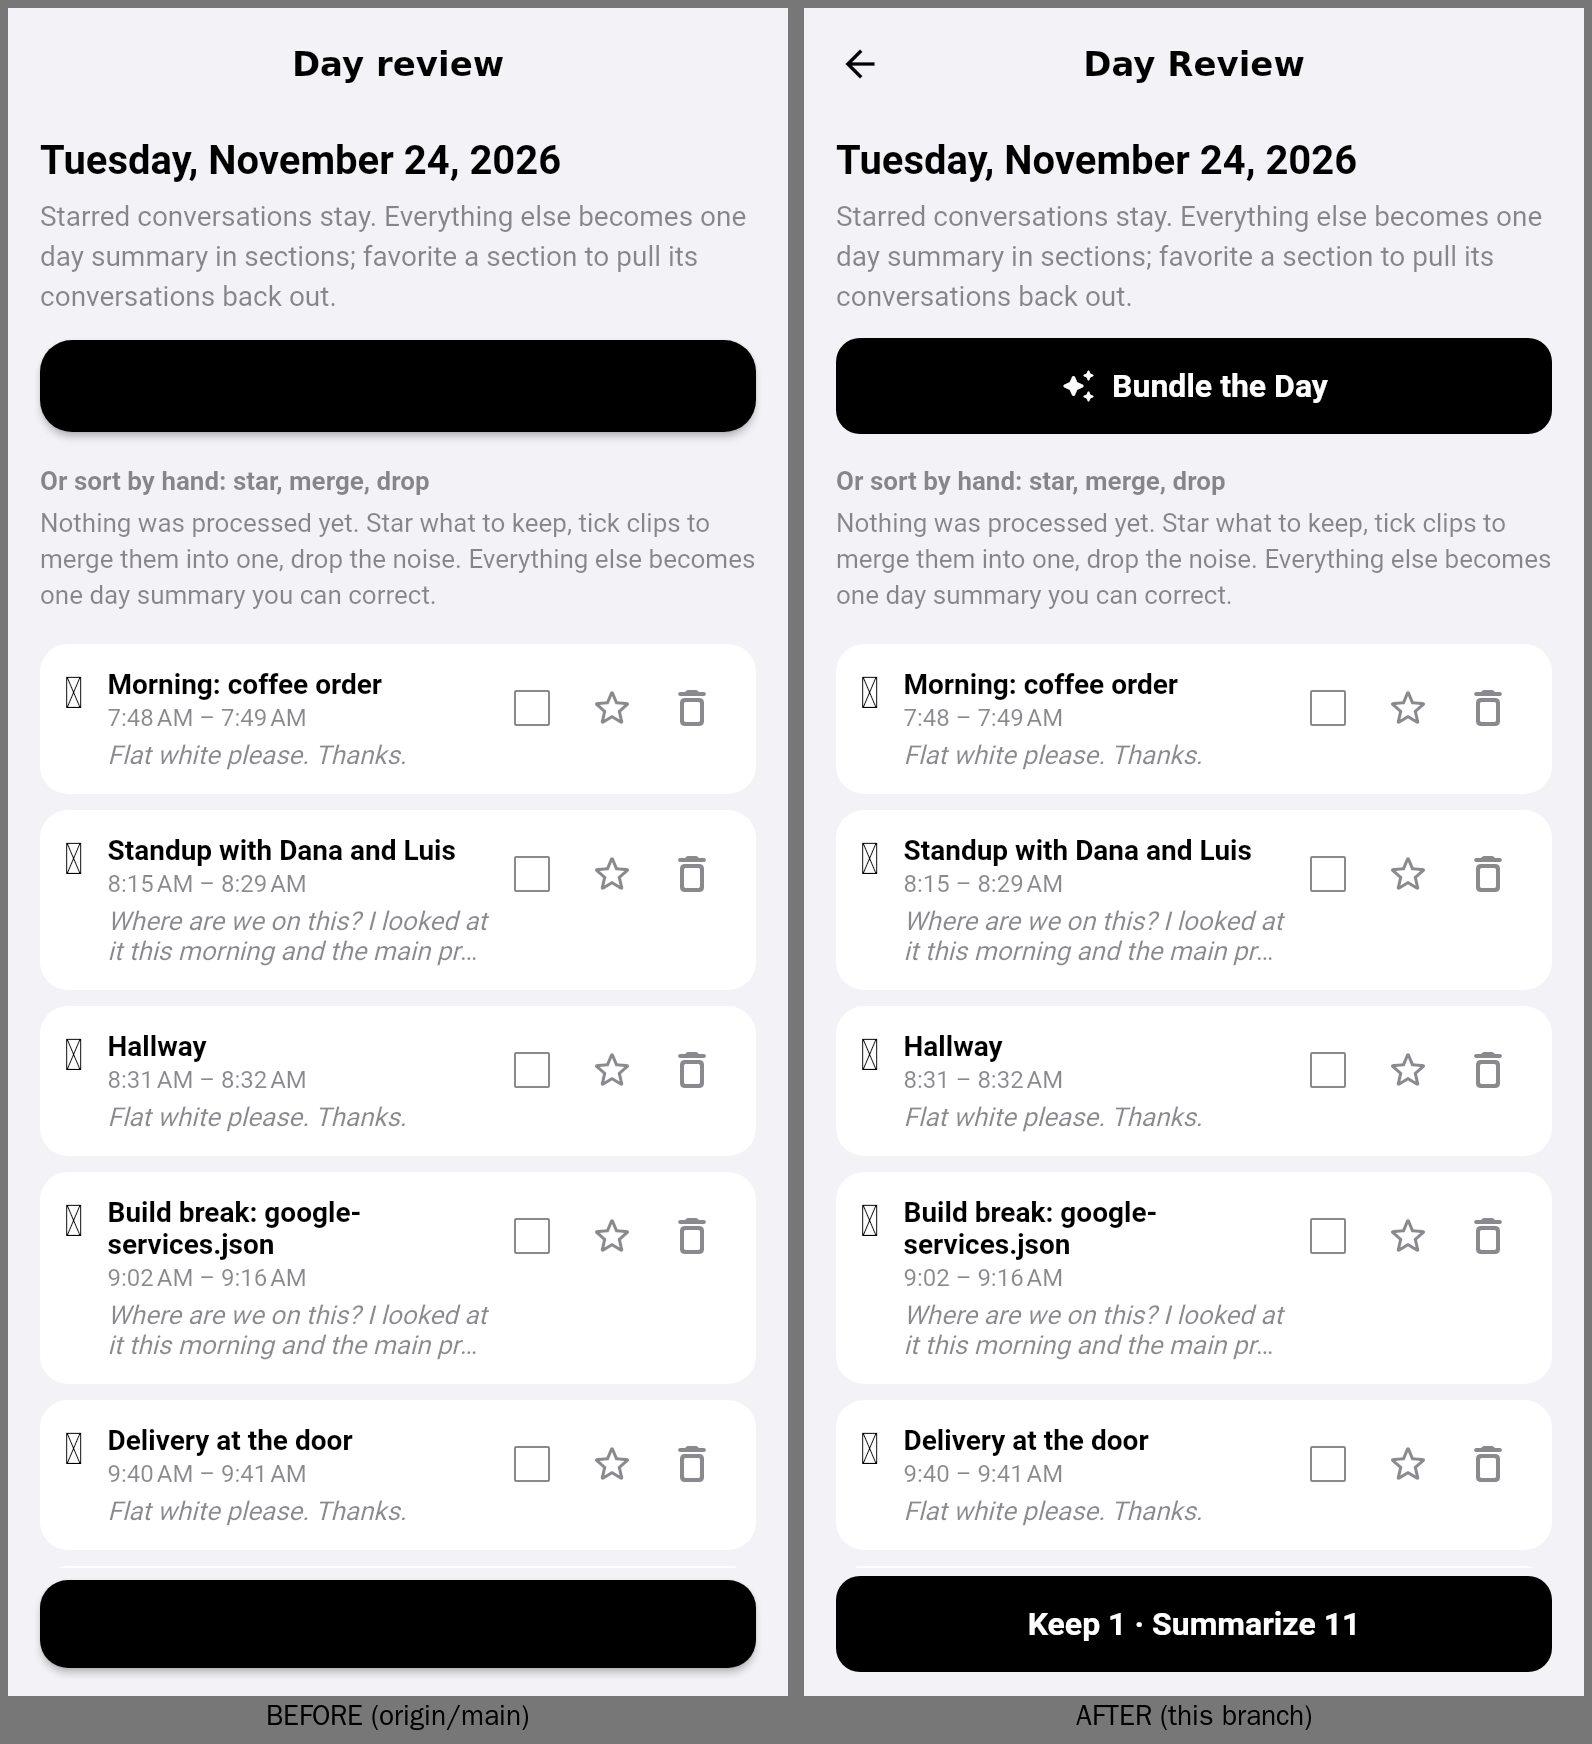 Day review
Tuesday, November 24, 2026
Starred conversations stay. Everything else becomes one
day summary in sections; favorite a section to pull its
conversations back out.
Or sort by hand: star, merge, drop
Nothing was processed yet. Star what to keep, tick clips to
merge them into one, drop the noise. Everything else becomes
one day summary you can correct.
Morning: coffee order
7:48 AM – 7:49 AM
Flat white please. Thanks.
Standup with Dana and Luis
8:15 AM – 8:29 AM
Where are we on this? I looked at
it this morning and the main pr...
Hallway
8:31 AM – 8:32 AM
Flat white please. Thanks.
Build break: google-
services.json
9:02 AM – 9:16 AM
Where are we on this? I looked at
it this morning and the main pr...
Delivery at the door
9:40 AM – 9:41 AM
Flat white please. Thanks.
BEFORE (origin/main)
Day Review
Tuesday, November 24, 2026
Starred conversations stay. Everything else becomes one
day summary in sections; favorite a section to pull its
conversations back out.
Bundle the Day
Or sort by hand: star, merge, drop
Nothing was processed yet. Star what to keep, tick clips to
merge them into one, drop the noise. Everything else becomes
one day summary you can correct.
Morning: coffee order
7:48 – 7:49 AM
Flat white please. Thanks.
Standup with Dana and Luis
8:15 – 8:29 AM
Where are we on this? I looked at
it this morning and the main pr...
Hallway
8:31 – 8:32 AM
Flat white please. Thanks.
Build break: google-
services.json
9:02 – 9:16 AM
Where are we on this? I looked at
it this morning and the main pr...
Delivery at the door
9:40 – 9:41 AM
Flat white please. Thanks.
Keep 1 · Summarize 11
AFTER (this branch)